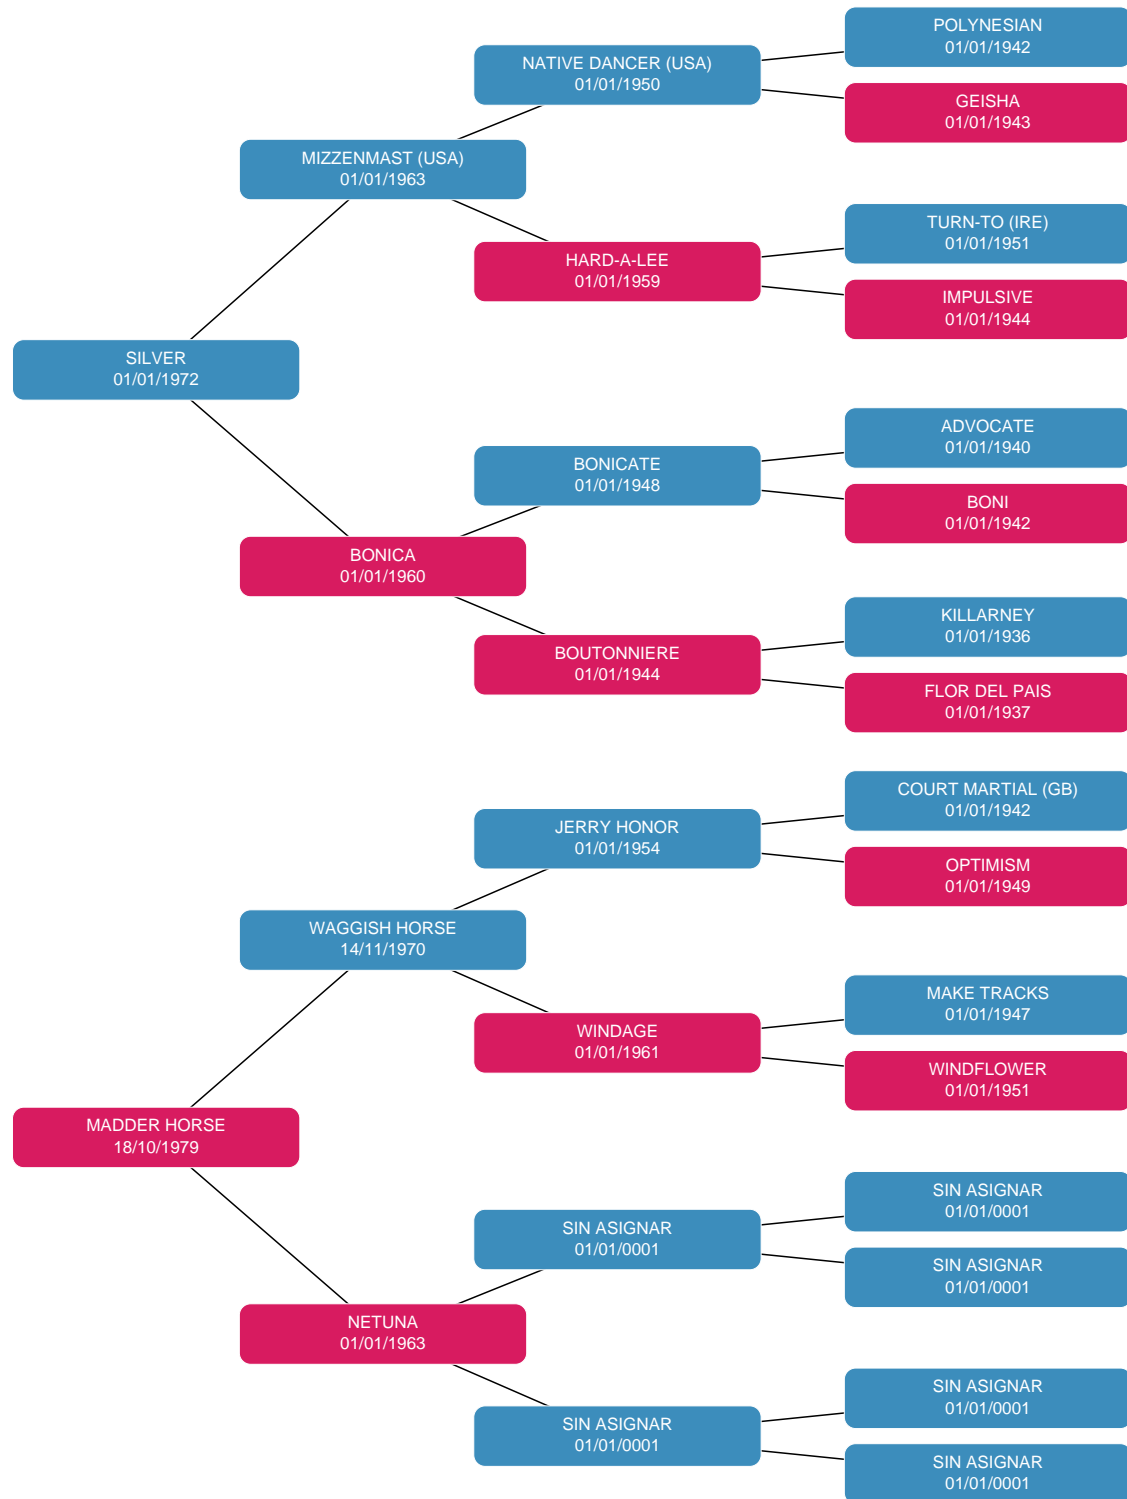 POLYNESIAN
01/01/1942
NATIVE DANCER (USA)
01/01/1950
GEISHA
01/01/1943
MIZZENMAST (USA)
01/01/1963
TURN-TO (IRE)
01/01/1951
HARD-A-LEE
01/01/1959
IMPULSIVE
01/01/1944
SILVER
01/01/1972
ADVOCATE
01/01/1940
BONICATE
01/01/1948
BONI
01/01/1942
BONICA
01/01/1960
KILLARNEY
01/01/1936
BOUTONNIERE
01/01/1944
FLOR DEL PAIS
01/01/1937
COURT MARTIAL (GB)
01/01/1942
JERRY HONOR
01/01/1954
OPTIMISM
01/01/1949
WAGGISH HORSE
14/11/1970
MAKE TRACKS
01/01/1947
WINDAGE
01/01/1961
WINDFLOWER
01/01/1951
MADDER HORSE
18/10/1979
SIN ASIGNAR
01/01/0001
SIN ASIGNAR
01/01/0001
SIN ASIGNAR
01/01/0001
NETUNA
01/01/1963
SIN ASIGNAR
01/01/0001
SIN ASIGNAR
01/01/0001
SIN ASIGNAR
01/01/0001